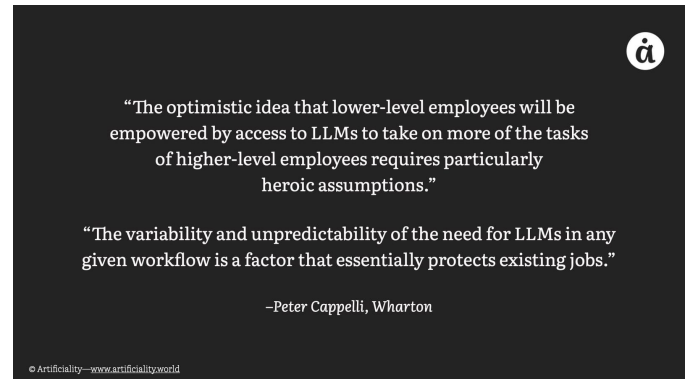 ȧ
“The optimistic idea that lower-level employees will be
empowered by access to LLMs to take on more of the tasks
of higher-level employees requires particularly
heroic assumptions.”
“The variability and unpredictability of the need for LLMs in any
given workflow is a factor that essentially protects existing jobs.”
–Peter Cappelli, Wharton
© Artificiality—www.artificiality.world